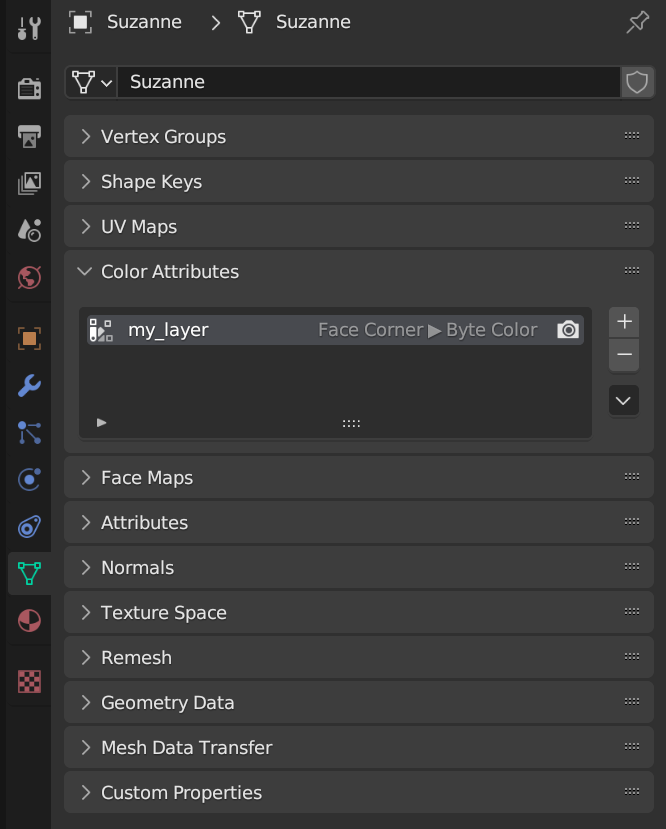 Suzanne > Suzanne
Suzanne
Vertex Groups
Shape Keys
UV Maps
Color Attributes
my_layer Face Corner ▶ Byte Color
Face Maps
Attributes
Normals
Texture Space
Remesh
Geometry Data
Mesh Data Transfer
Custom Properties